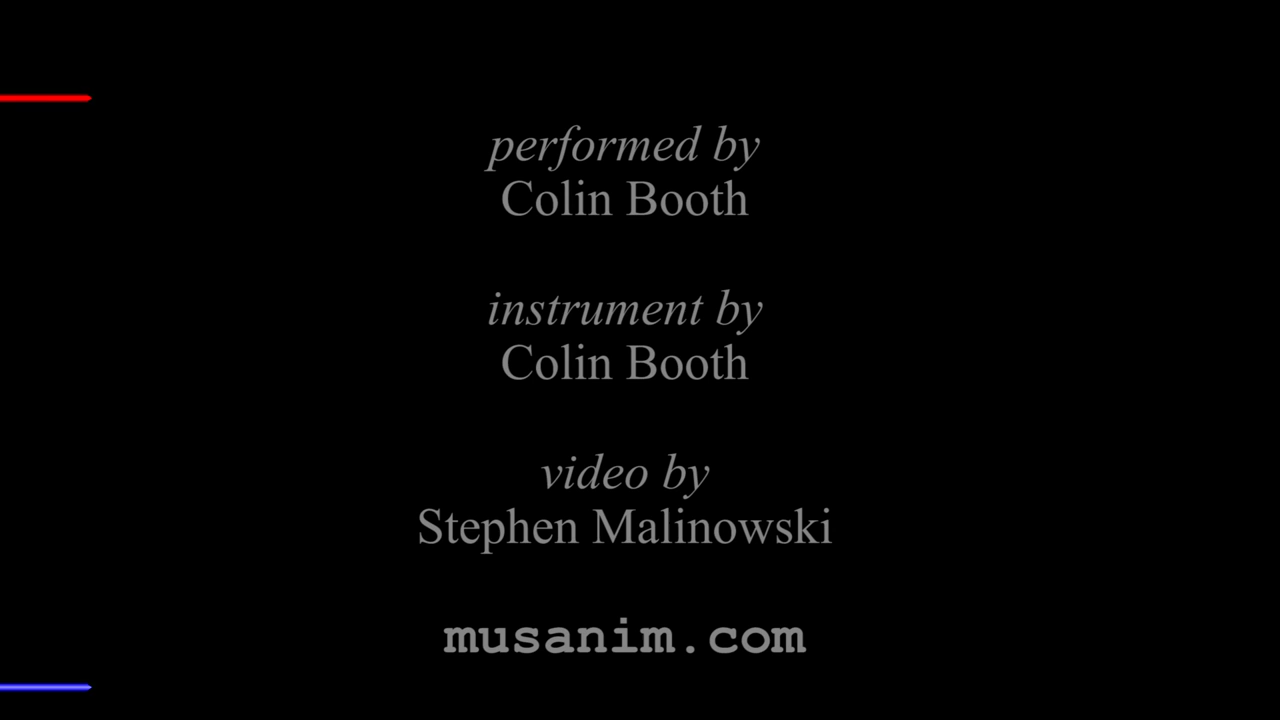 performed by
Colin Booth
instrument by
Colin Booth
video by
Stephen Malinowski
musanim.com